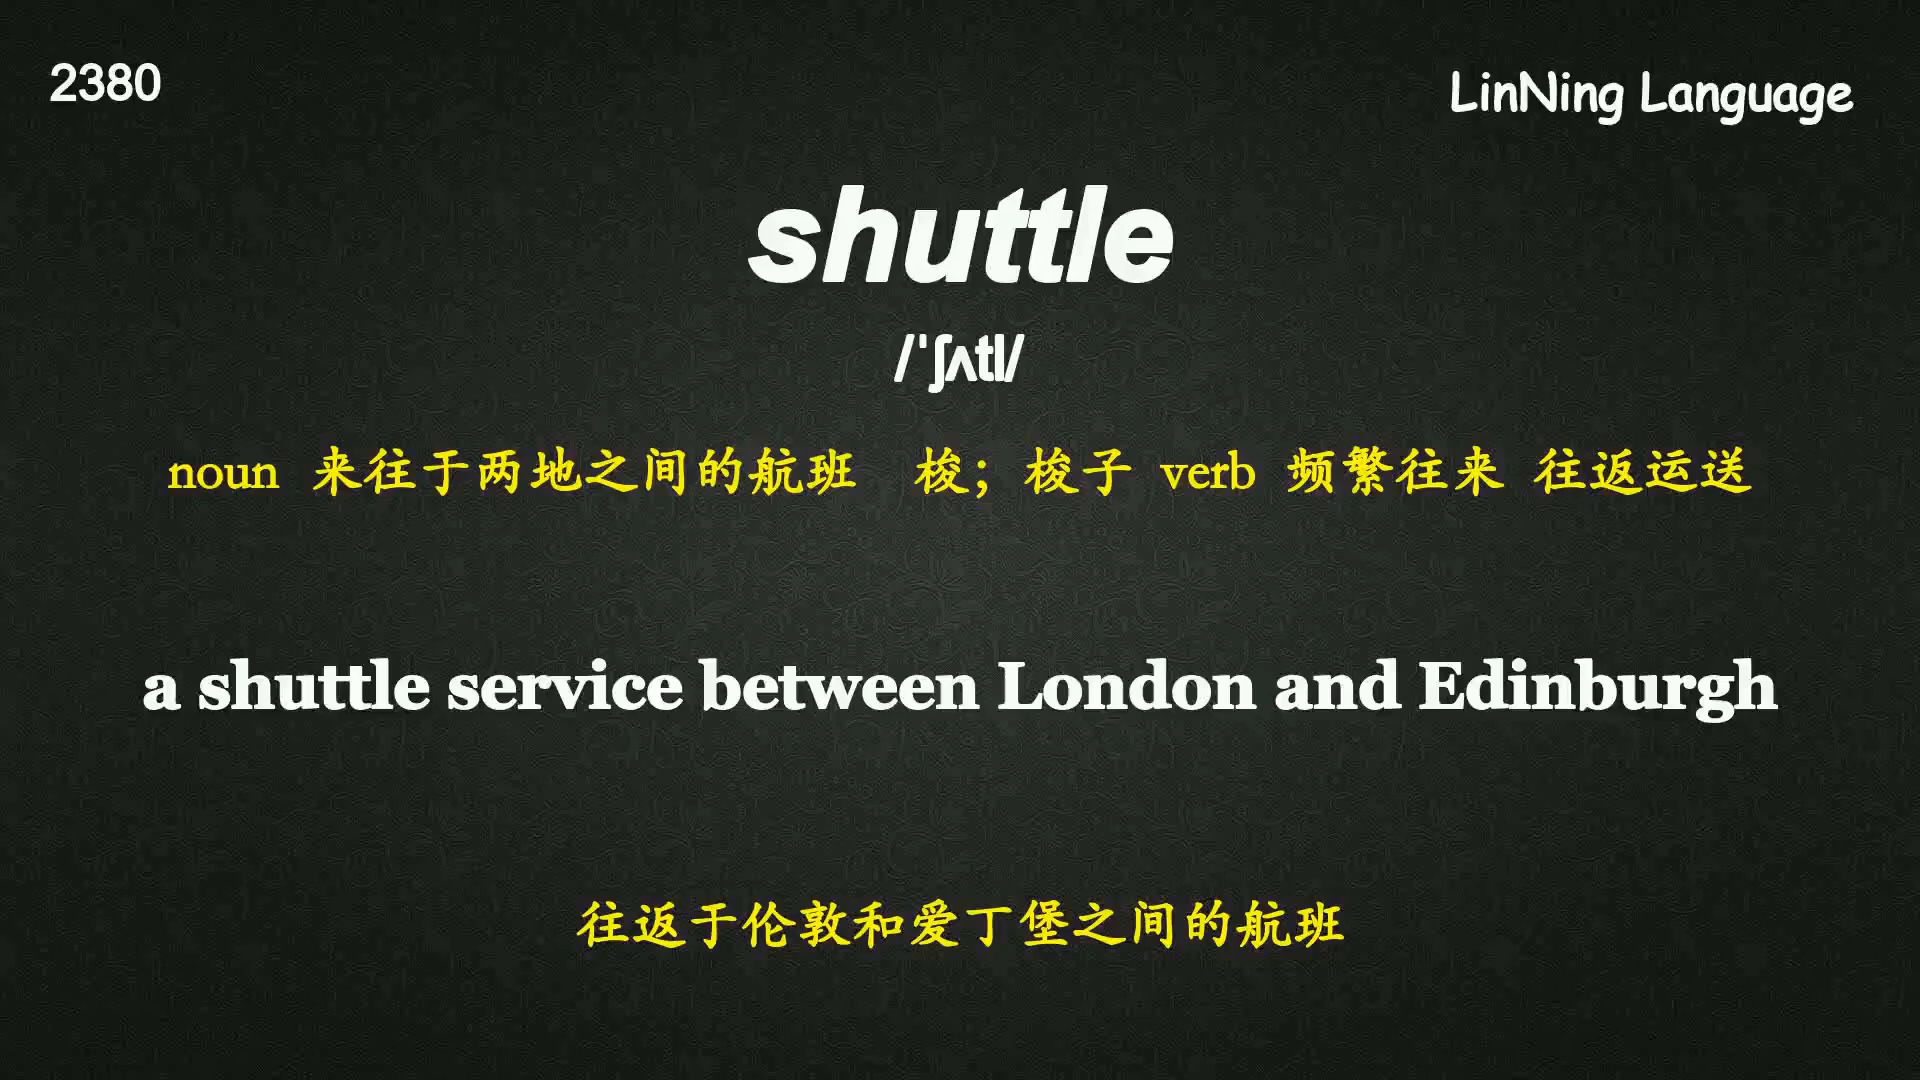 2380
LinNing Language
shuttle
/ˈʃʌtl/
noun 来往于两地之间的航班 梭；梭子 verb 频繁往来 往返运送
a shuttle service between London and Edinburgh
往返于伦敦和爱丁堡之间的航班